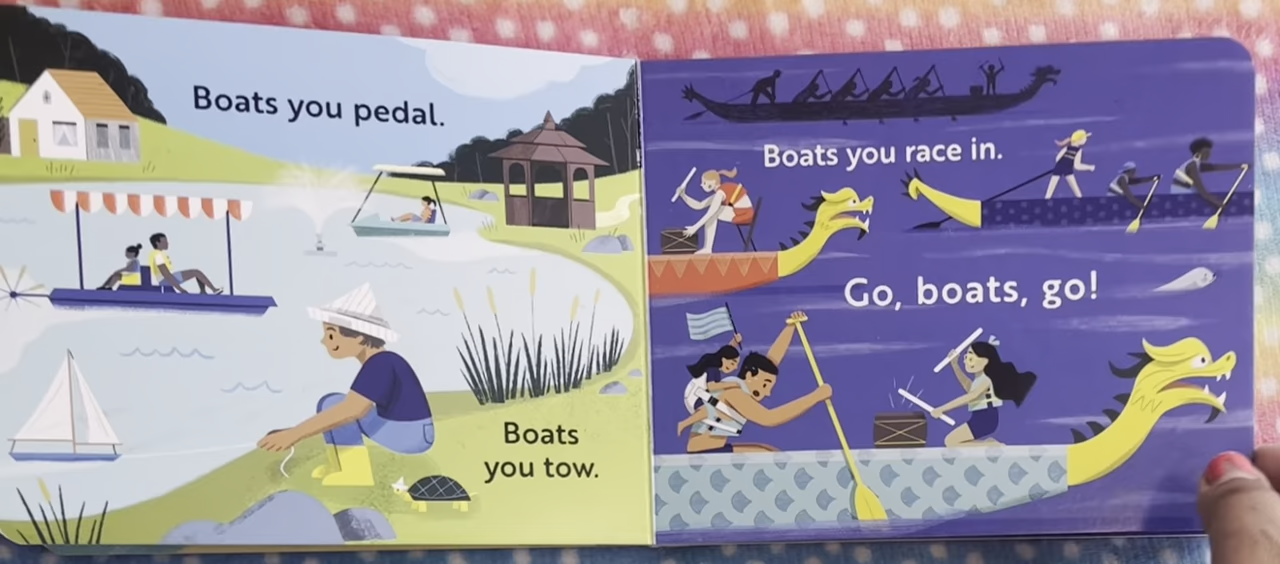 Boats you pedal.
Boats
you tow.
Boats you race in.
Go, boats, go!